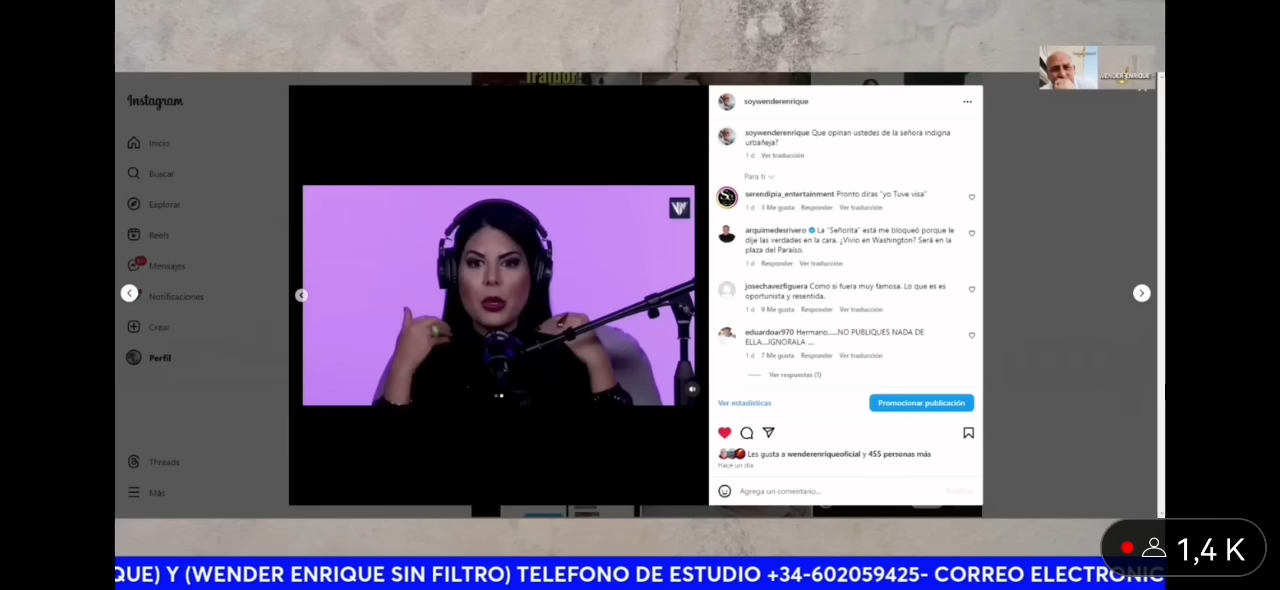 Traidor!
WENDER ENRIQUE
Instagram
Inicio
Buscar
Explorar
Reels
Mensajes
Notificaciones
Crear
Perfil
Threads
Más
soywenderenrique
soywenderenrique Que opinan ustedes de la señora indigna
urbañeja?
1 d Ver traducción
Para ti
serendipia_entertainment Pronto diras "yo Tuve visa"
1 d 3 Me gusta Responder Ver traducción
arquimedesrivero La "Señorita" está me bloqueó porque le
dije las verdades en la cara. ¿Vivio en Washington? Será en la
plaza del Paraíso.
1 d Responder Ver traducción
josechavezfiguera Como si fuera muy famosa. Lo que es es
oportunista y resentida.
1 d 9 Me gusta Responder Ver traducción
eduardoar970 Hermano.....NO PUBLIQUES NADA DE
ELLA....IGNORALA ....
1 d 7 Me gusta Responder Ver traducción
Ver respuestas (1)
Ver estadísticas
Promocionar publicación
Les gusta a wenderenriqueoficial y 455 personas más
Hace un día
Agrega un comentario...
Publicar
1,4 K
QUE) Y (WENDER ENRIQUE SIN FILTRO) TELEFONO DE ESTUDIO +34-602059425- CORREO ELECTRONIC